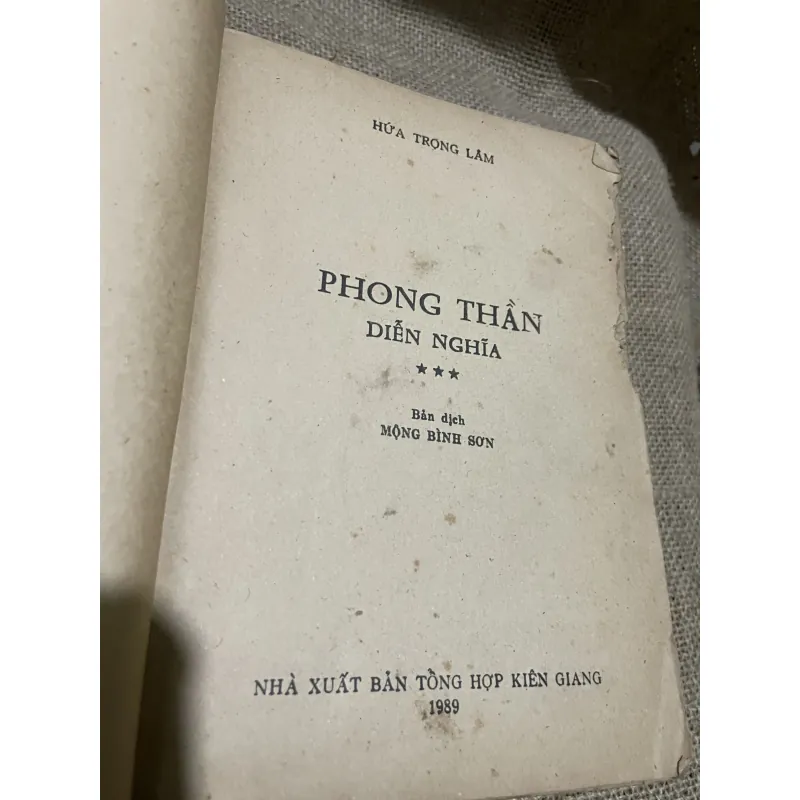 HỨA TRỌNG LÂM
PHONG THẦN
DIỄN NGHĨA
★★★
Bản dịch
MỘNG BÌNH SƠN
NHÀ XUẤT BẢN TỔNG HỢP KIÊN GIANG
1989